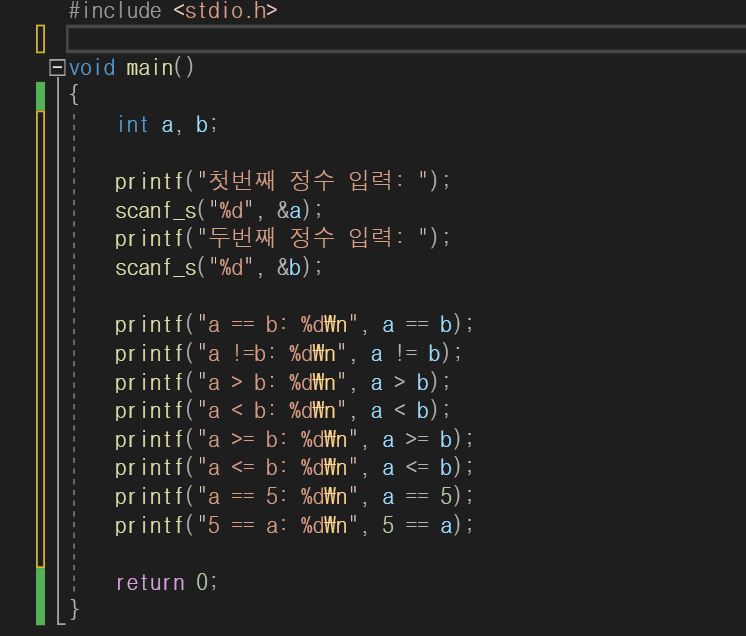 #include <stdio.h>
void main()
{
int a, b;
printf("첫번째 정수 입력: ");
scanf_s("%d", &a);
printf("두번째 정수 입력: ");
scanf_s("%d", &b);
printf("a == b: %d₩n", a == b);
printf("a !=b: %d₩n", a != b);
printf("a > b: %d₩n", a > b);
printf("a < b: %d₩n", a < b);
printf("a >= b: %d₩n", a >= b);
printf("a <= b: %d₩n", a <= b);
printf("a == 5: %d₩n", a == 5);
printf("5 == a: %d₩n", 5 == a);
return 0;
}